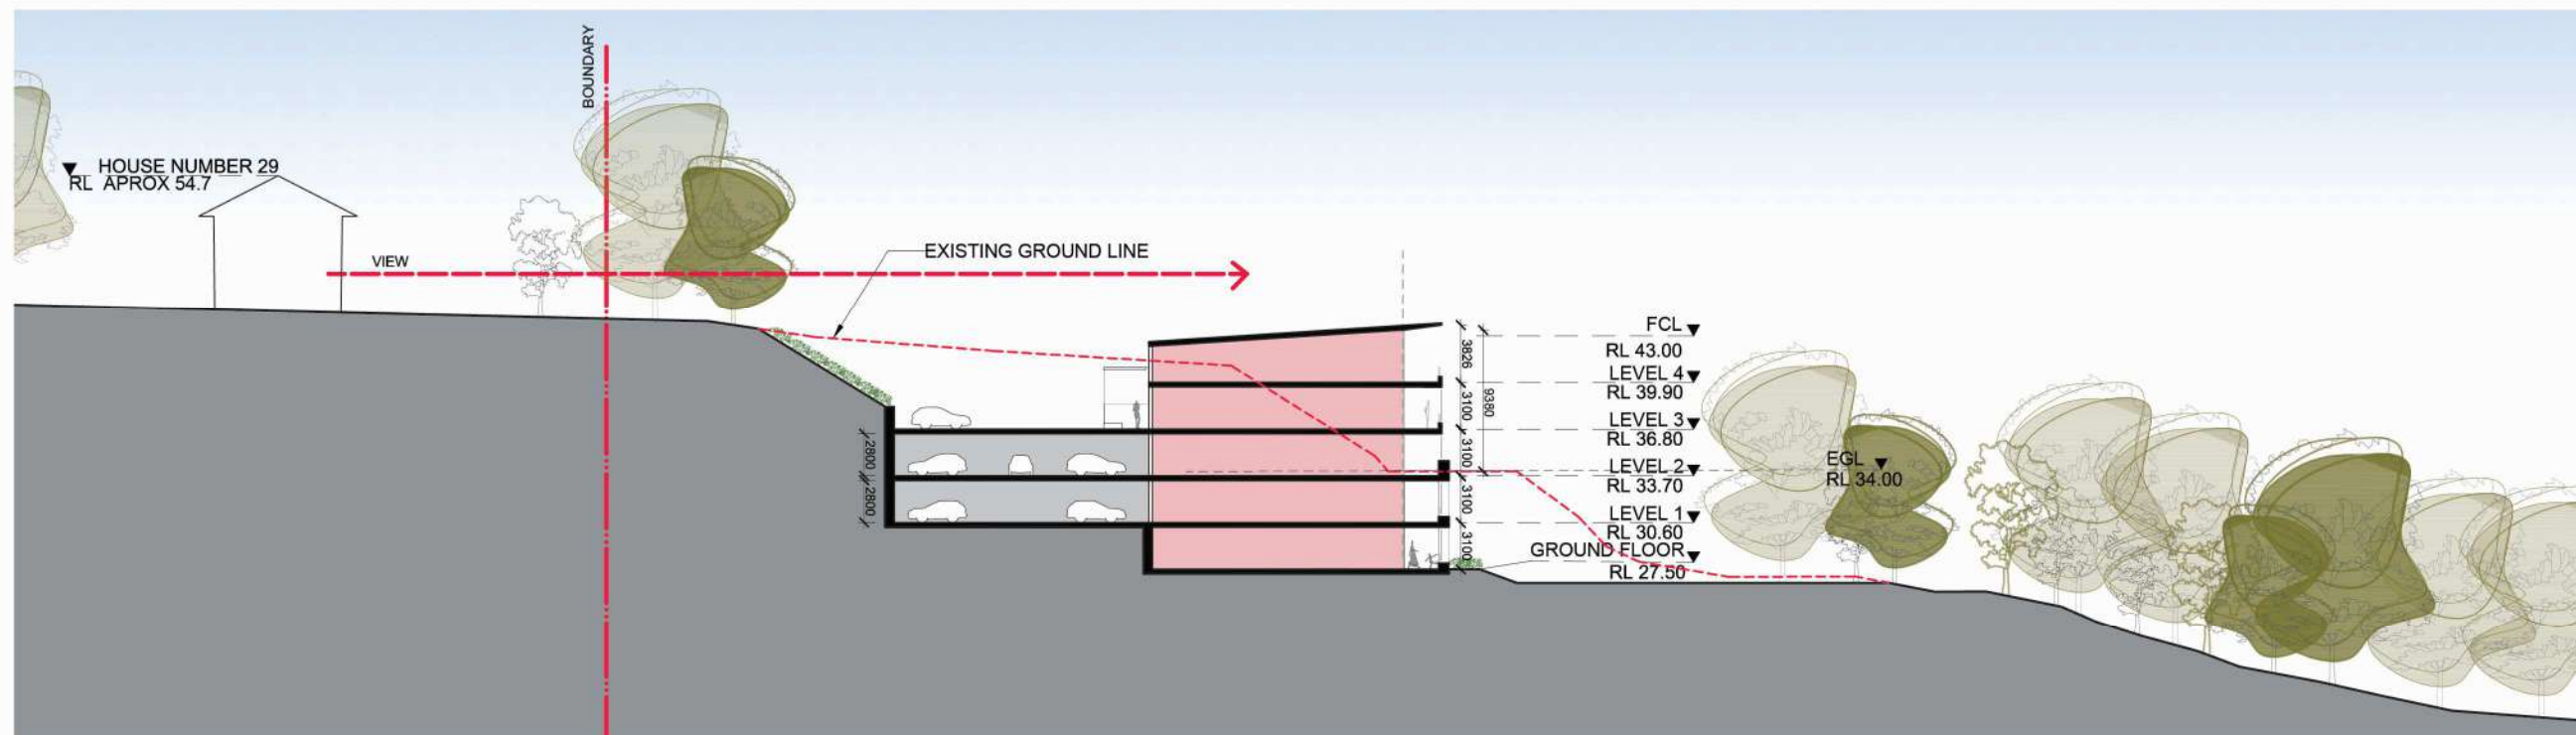 BOUNDARY
HOUSE NUMBER 29
RL APROX 54.7
VIEW
EXISTING GROUND LINE
FCL
RL 43.00
LEVEL 4
RL 39.90
LEVEL 3
RL 36.80
LEVEL 2
RL 33.70
LEVEL 1
RL 30.60
GROUND FLOOR
RL 27.50
EGL
RL 34.00
3826
3100
3100
3100
3100
9380
2800
2800